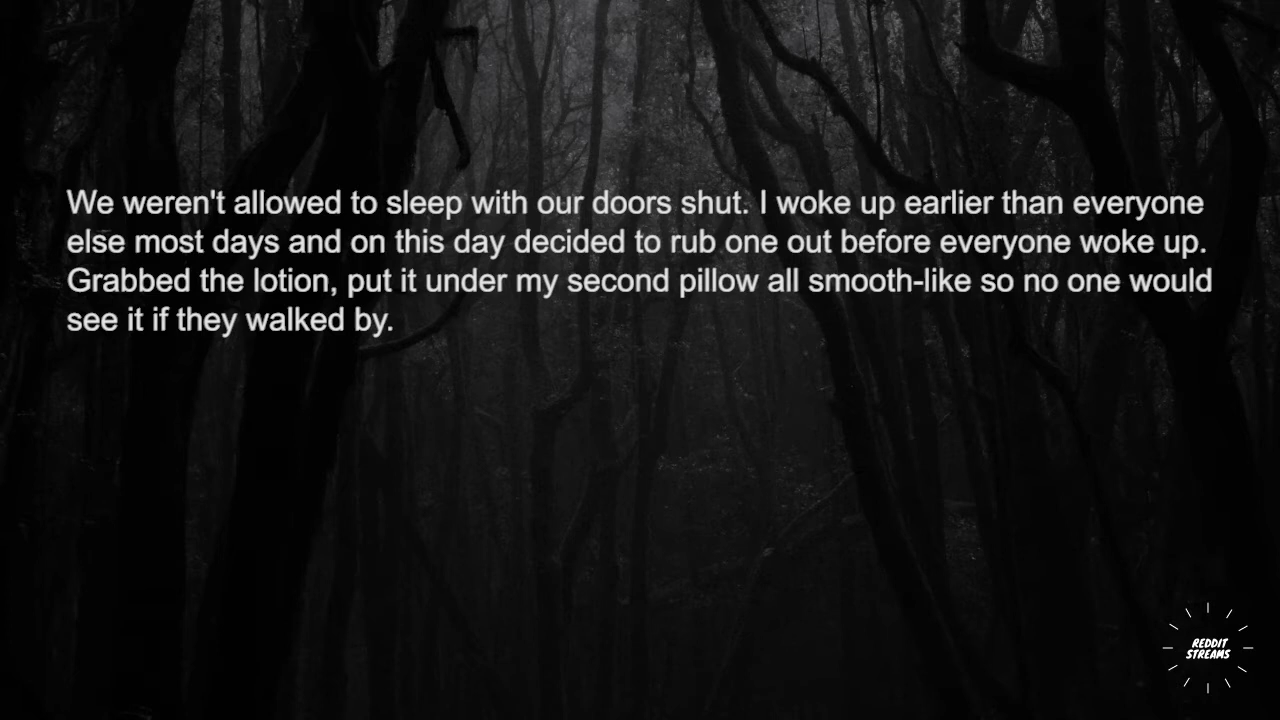 We weren't allowed to sleep with our doors shut. I woke up earlier than everyone
else most days and on this day decided to rub one out before everyone woke up.
Grabbed the lotion, put it under my second pillow all smooth-like so no one would
see it if they walked by.
REDDIT
STREAMS